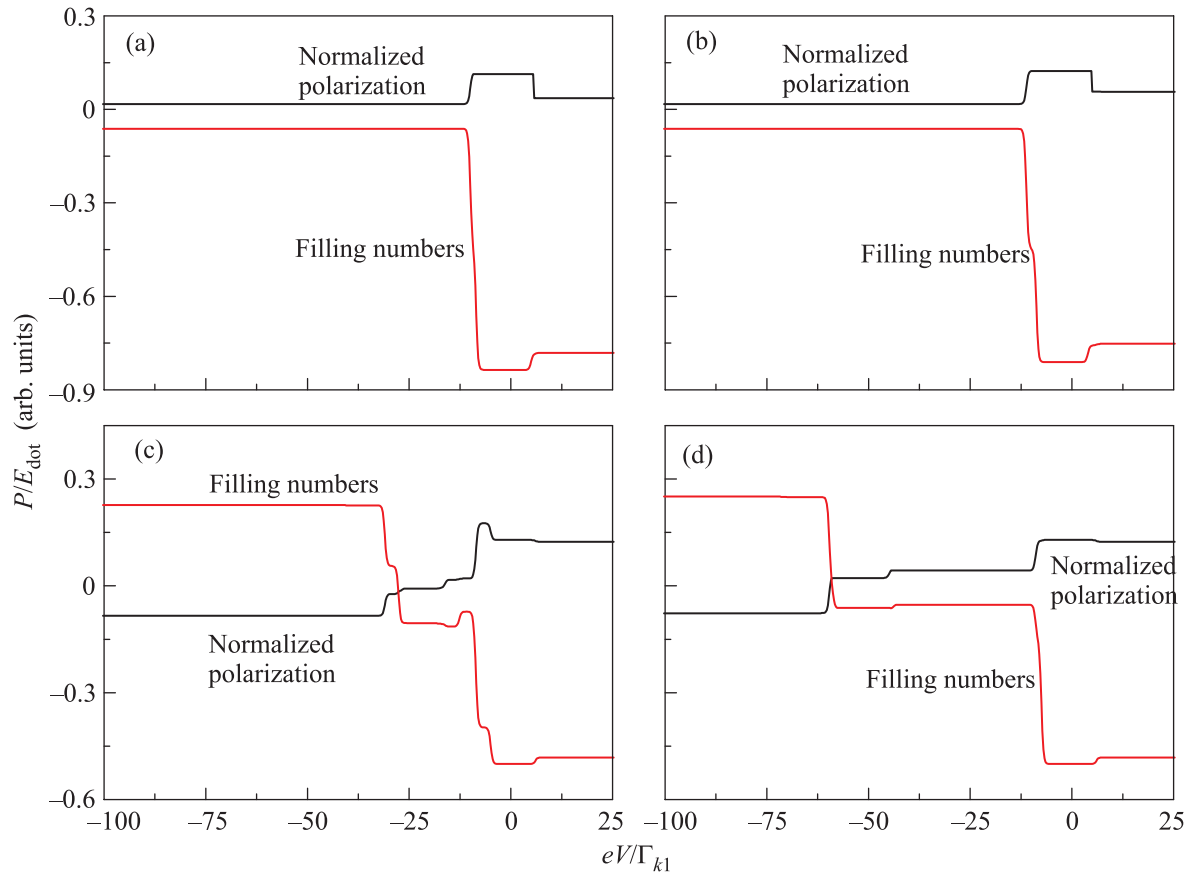 0.3
0
–0.3
–0.6
–0.9
(a)
Normalized
polarization
Filling numbers
(b)
Normalized
polarization
Filling numbers
P/E_dot (arb. units)
0.3
0
–0.3
–0.6
(c)
Filling numbers
Normalized
polarization
(d)
Normalized
polarization
Filling numbers
–100 –75 –50 –25 0 25
–100 –75 –50 –25 0 25
eV/Γ_k1